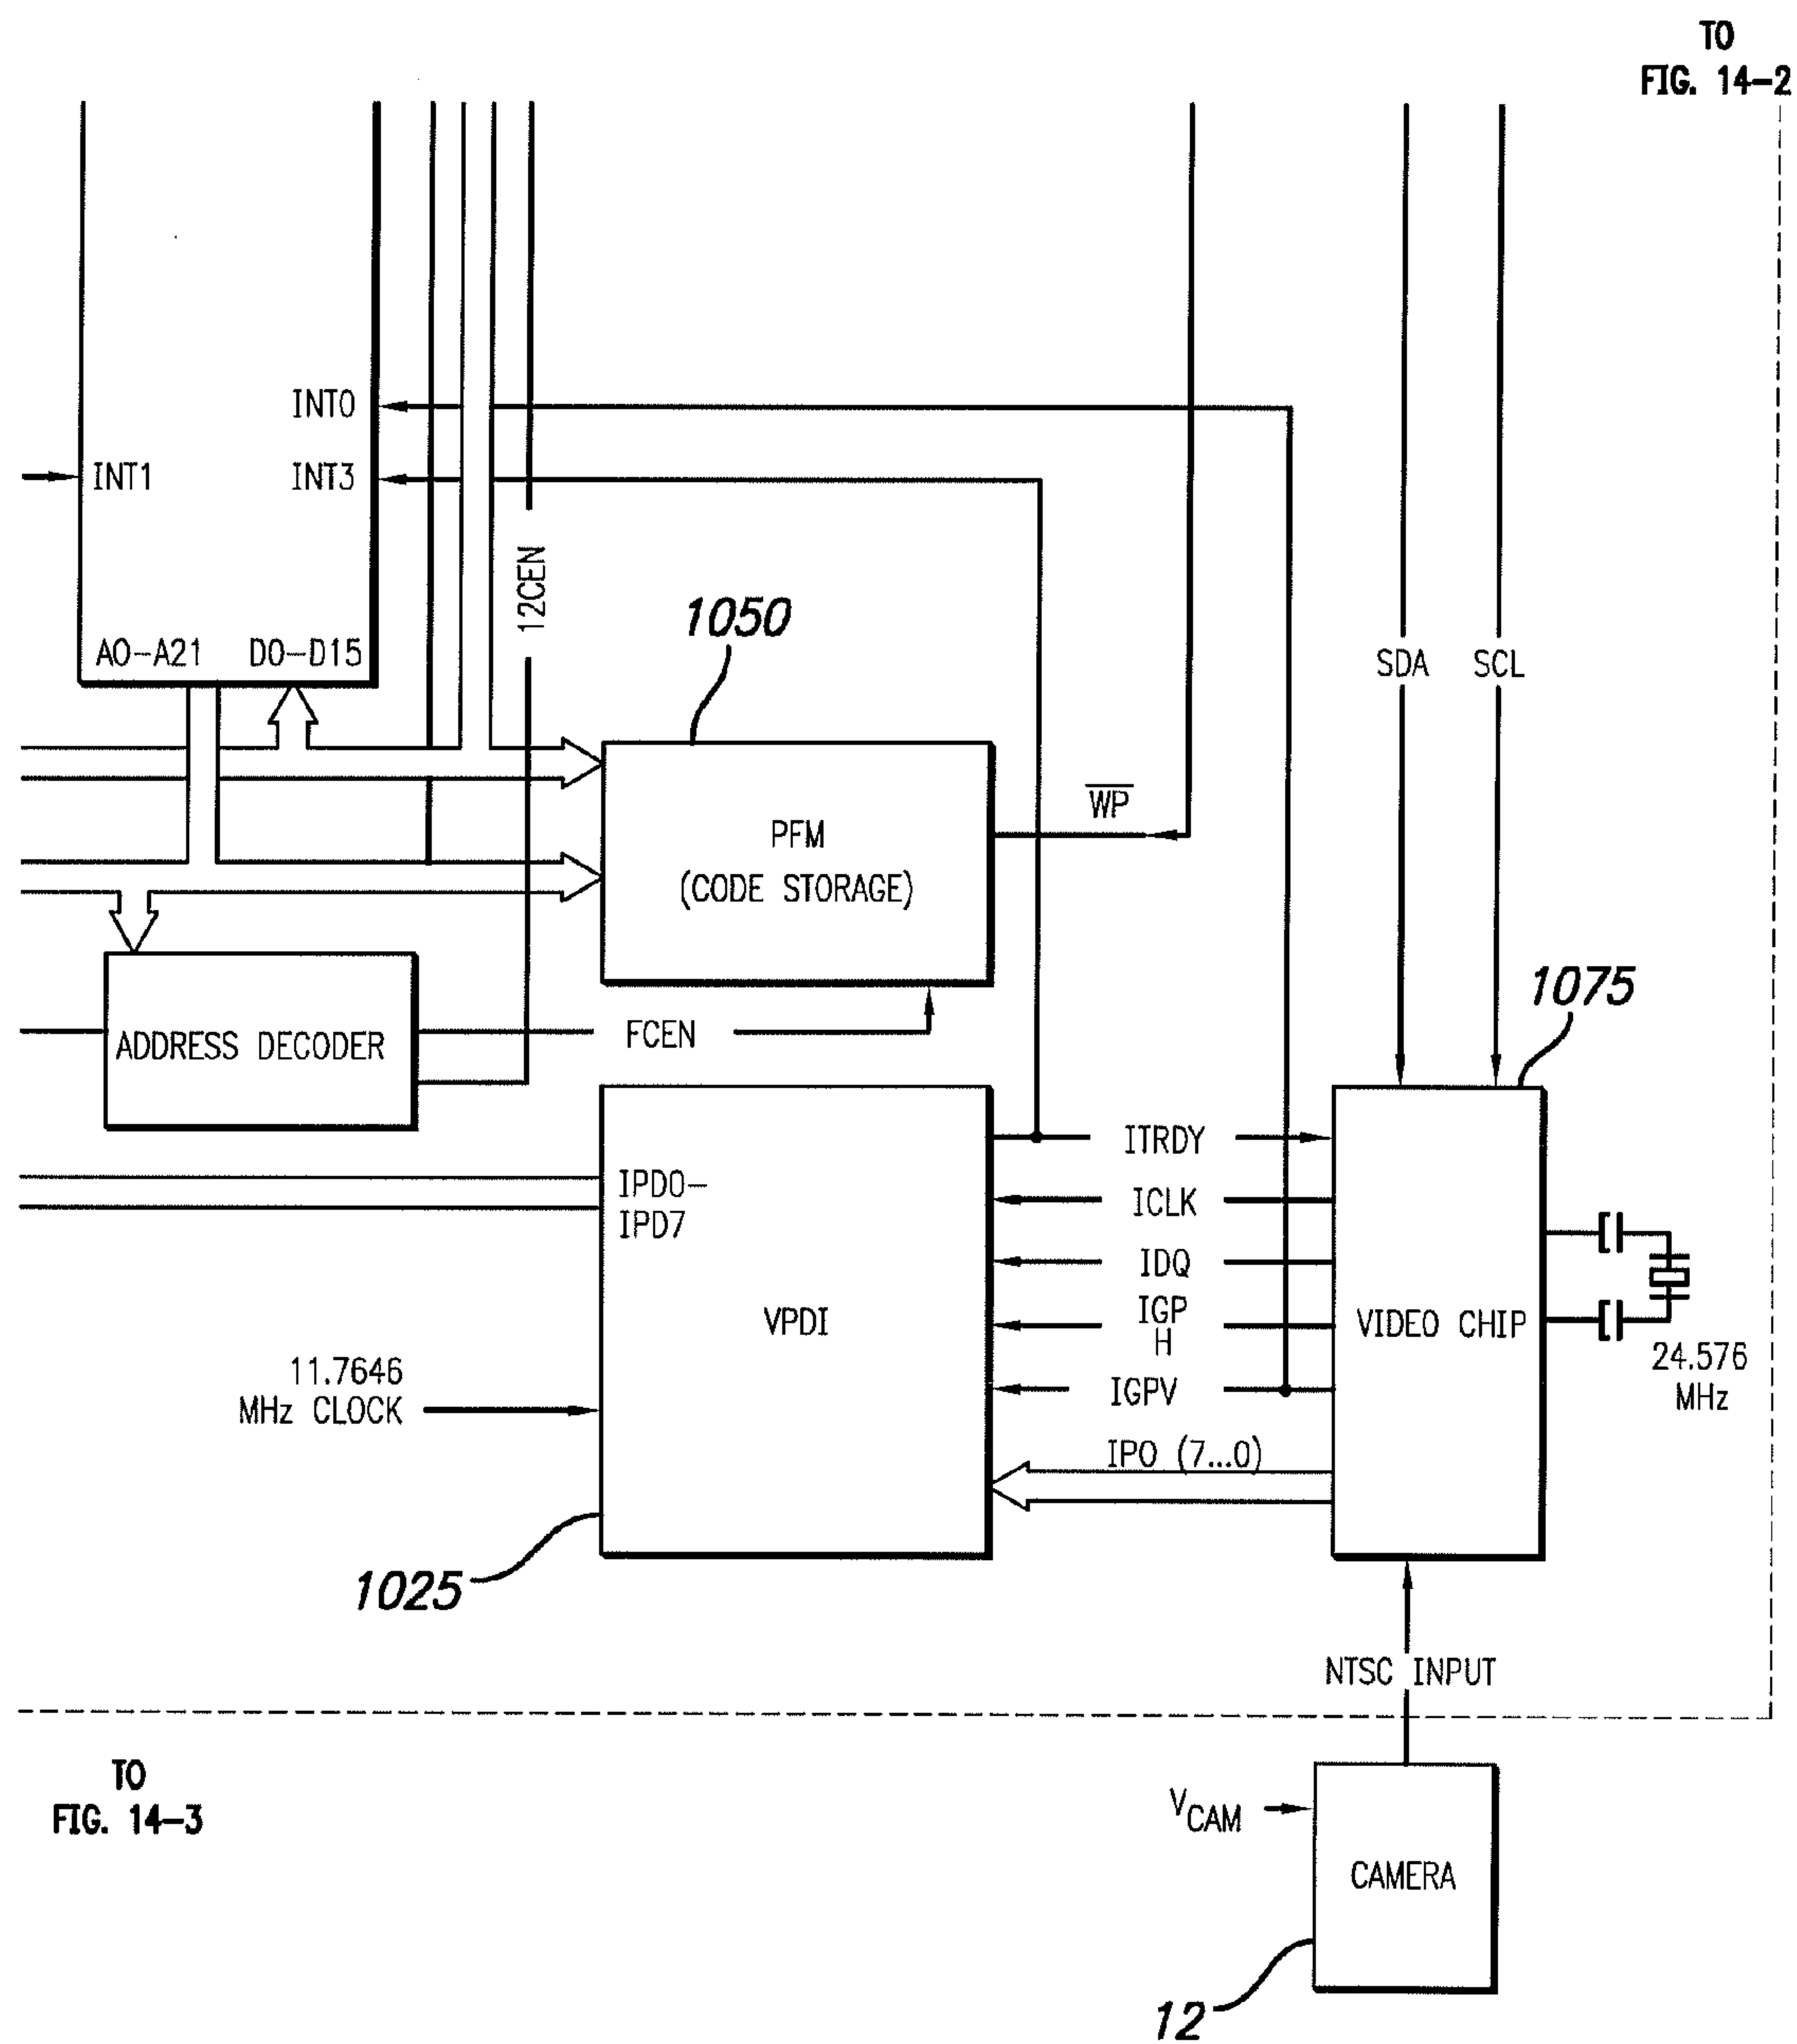 TO
FIG. 14-2
INT0
INT1
INT3
12CEN
1050
A0-A21
D0-D15
SDA
SCL
WP
PFM
(CODE STORAGE)
1075
ADDRESS DECODER
FCEN
ITRDY
IPD0-
IPD7
ICLK
IDQ
IGP
H
VPDI
VIDEO CHIP
24.576
MHz
11.7646
MHz CLOCK
IGPV
IPO (7...0)
1025
NTSC INPUT
TO
FIG. 14-3
VCAM
CAMERA
12